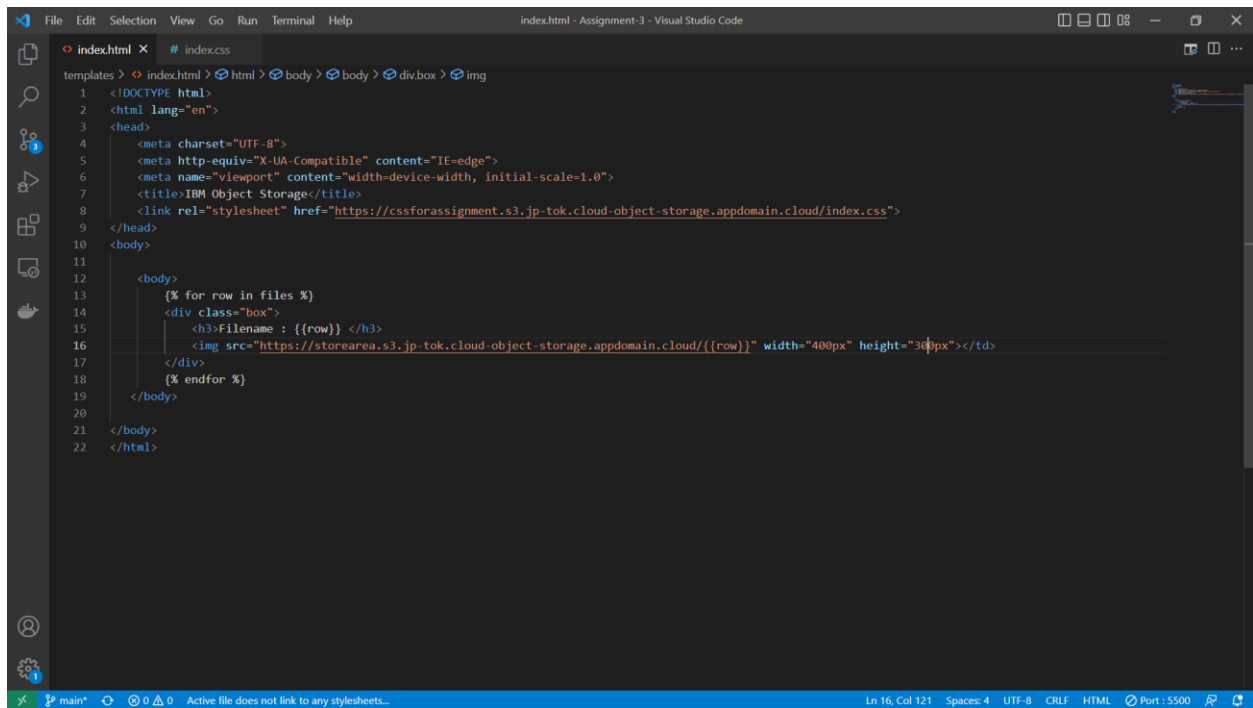 File Edit Selection View Go Run Terminal Help index.html - Assignment-3 - Visual Studio Code
index.html # index.css
templates > index.html > html > body > body > div.box > img
1 <!DOCTYPE html>
2 <html lang="en">
3 <head>
4 <meta charset="UTF-8">
5 <meta http-equiv="X-UA-Compatible" content="IE=edge">
6 <meta name="viewport" content="width=device-width, initial-scale=1.0">
7 <title>IBM Object Storage</title>
8 <link rel="stylesheet" href="https://cssforassignment.s3.jp-tok.cloud-object-storage.appdomain.cloud/index.css">
9 </head>
10 <body>
11
12 <body>
13 {% for row in files %}
14 <div class="box">
15 <h3>Filename : {{row}} </h3>
16 <img src="https://storearea.s3.jp-tok.cloud-object-storage.appdomain.cloud/{{row}}" width="400px" height="300px"></td>
17 </div>
18 {% endfor %}
19 </body>
20
21 </body>
22 </html>
3
1
main* 0 0 Active file does not link to any stylesheets... Ln 16, Col 121 Spaces: 4 UTF-8 CRLF HTML Port : 5500